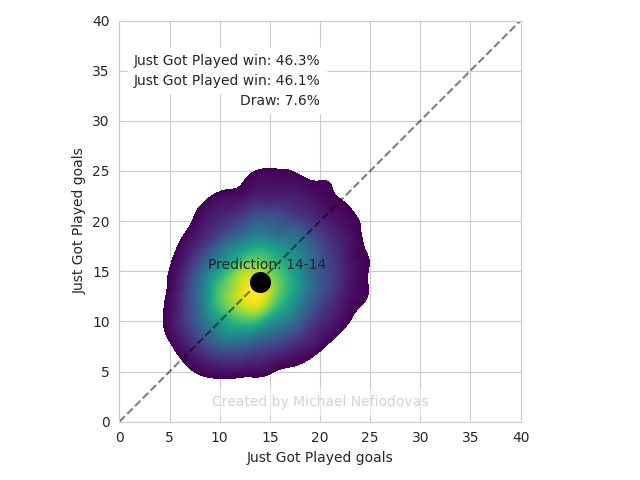 40
35
30
25
20
15
10
5
0
Just Got Played goals
Just Got Played win: 46.3%
Just Got Played win: 46.1%
Draw: 7.6%
Prediction: 14-14
Created by Michael Nefiodovas
0 5 10 15 20 25 30 35 40
Just Got Played goals